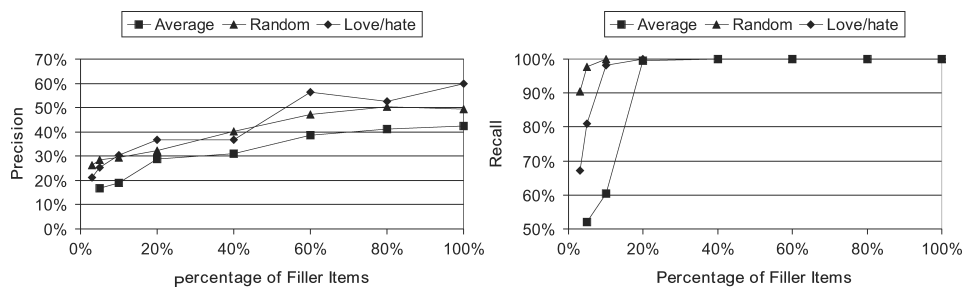 Average Random Love/hate
70%
60%
50%
40%
30%
20%
10%
0%
Precision
0% 20% 40% 60% 80% 100%
Percentage of Filler Items
Average Random Love/hate
100%
90%
80%
70%
60%
50%
Recall
0% 20% 40% 60% 80% 100%
Percentage of Filler Items